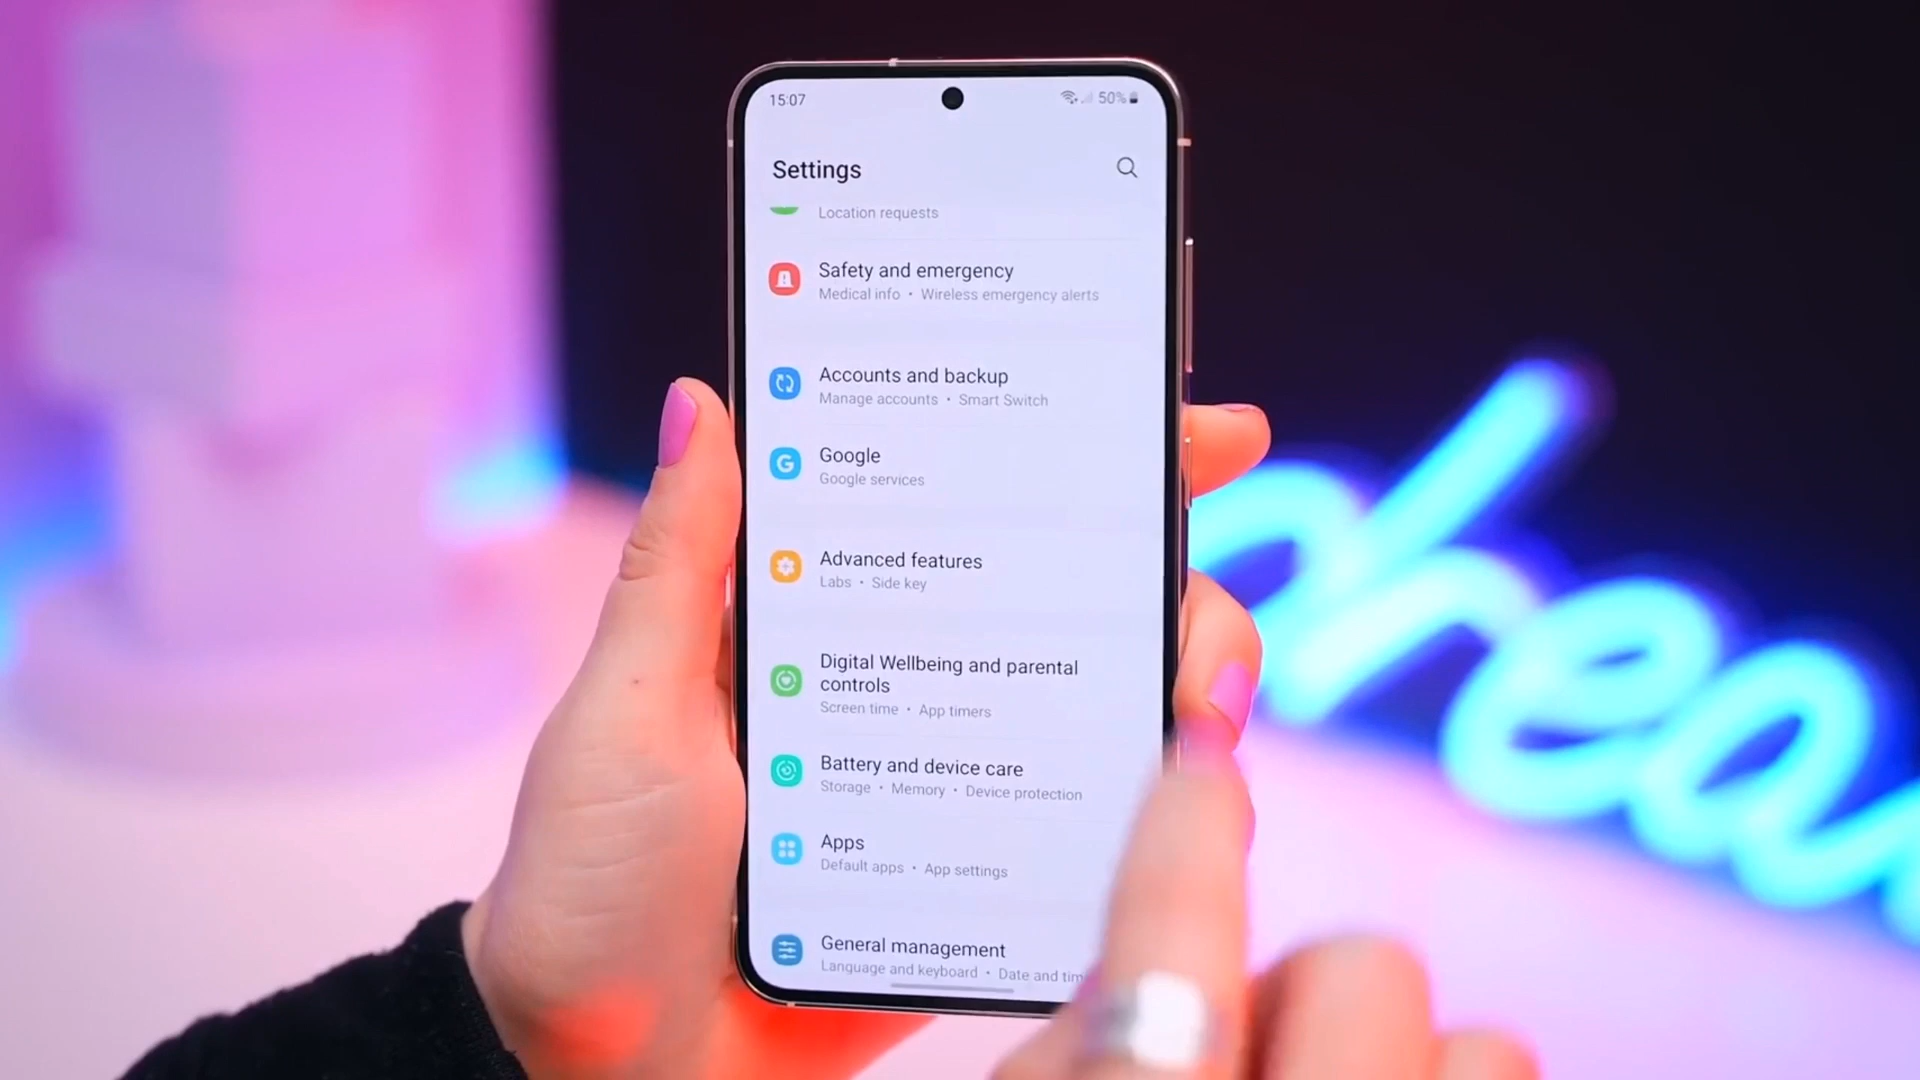 15:07
50%
Settings
Location requests
Safety and emergency
Medical info • Wireless emergency alerts
Accounts and backup
Manage accounts • Smart Switch
Google
Google services
Advanced features
Labs • Side key
Digital Wellbeing and parental
controls
Screen time • App timers
Battery and device care
Storage • Memory • Device protection
Apps
Default apps • App settings
General management
Language and keyboard • Date and